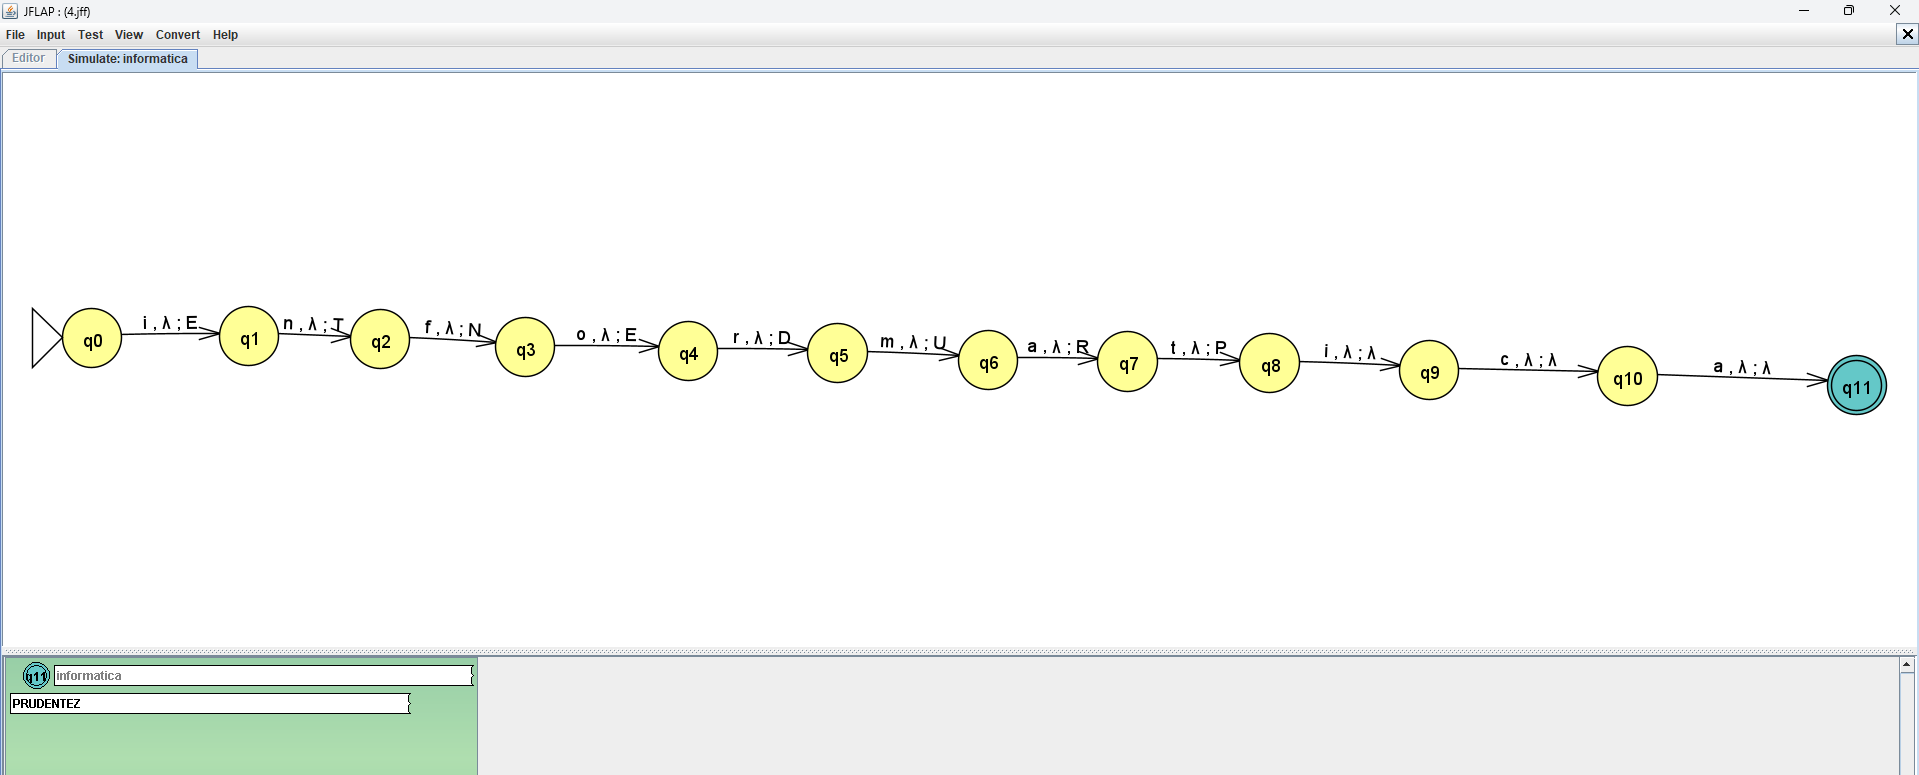 JFLAP : (4.jff)
File Input Test View Convert Help
Editor Simulate: informatica
i , λ ; E
n , λ ; T
f , λ ; N
o , λ ; E
r , λ ; D
m , λ ; U
a , λ ; R
t , λ ; P
i , λ ; λ
c , λ ; λ
a , λ ; λ
q0 q1 q2 q3 q4 q5 q6 q7 q8 q9 q10 q11
q11 informatica
PRUDENTEZ